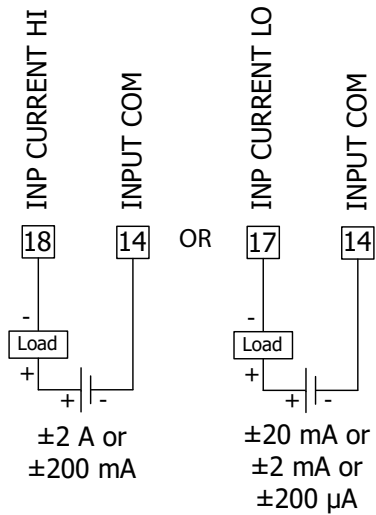 INP CURRENT HI
INPUT COM
18
14
OR
INP CURRENT LO
INPUT COM
17
14
-
Load
+
+ -
±2 A or
±200 mA
-
Load
+
+ -
±20 mA or
±2 mA or
±200 µA